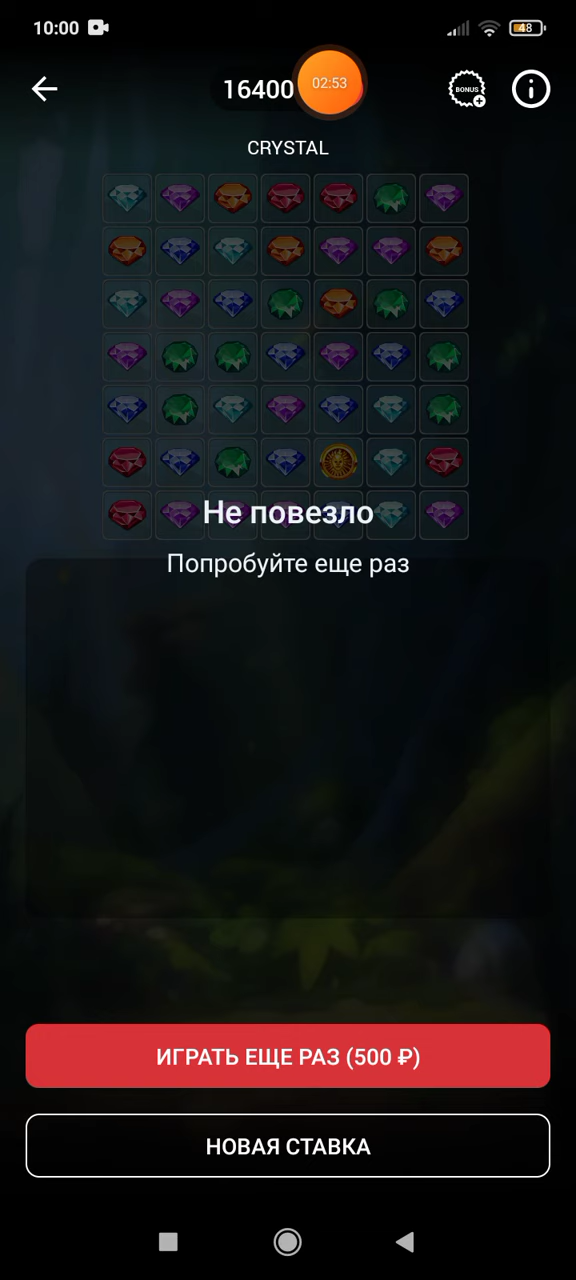 10:00
48
16400
02:53
BONUS
CRYSTAL
Не повезло
Попробуйте еще раз
ИГРАТЬ ЕЩЕ РАЗ (500 ₽)
НОВАЯ СТАВКА